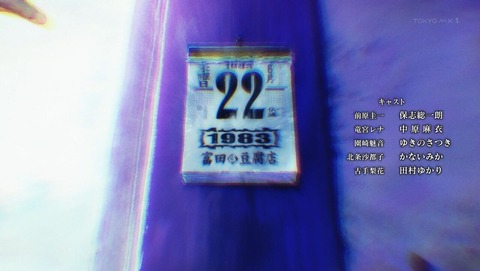 TOKYO MX 1
22
1983
富田 豆腐店
キャスト
前原圭一 保志総一朗
竜宮レナ 中原麻衣
園崎魅音 ゆきのさつき
北条沙都子 かないみか
古手梨花 田村ゆかり